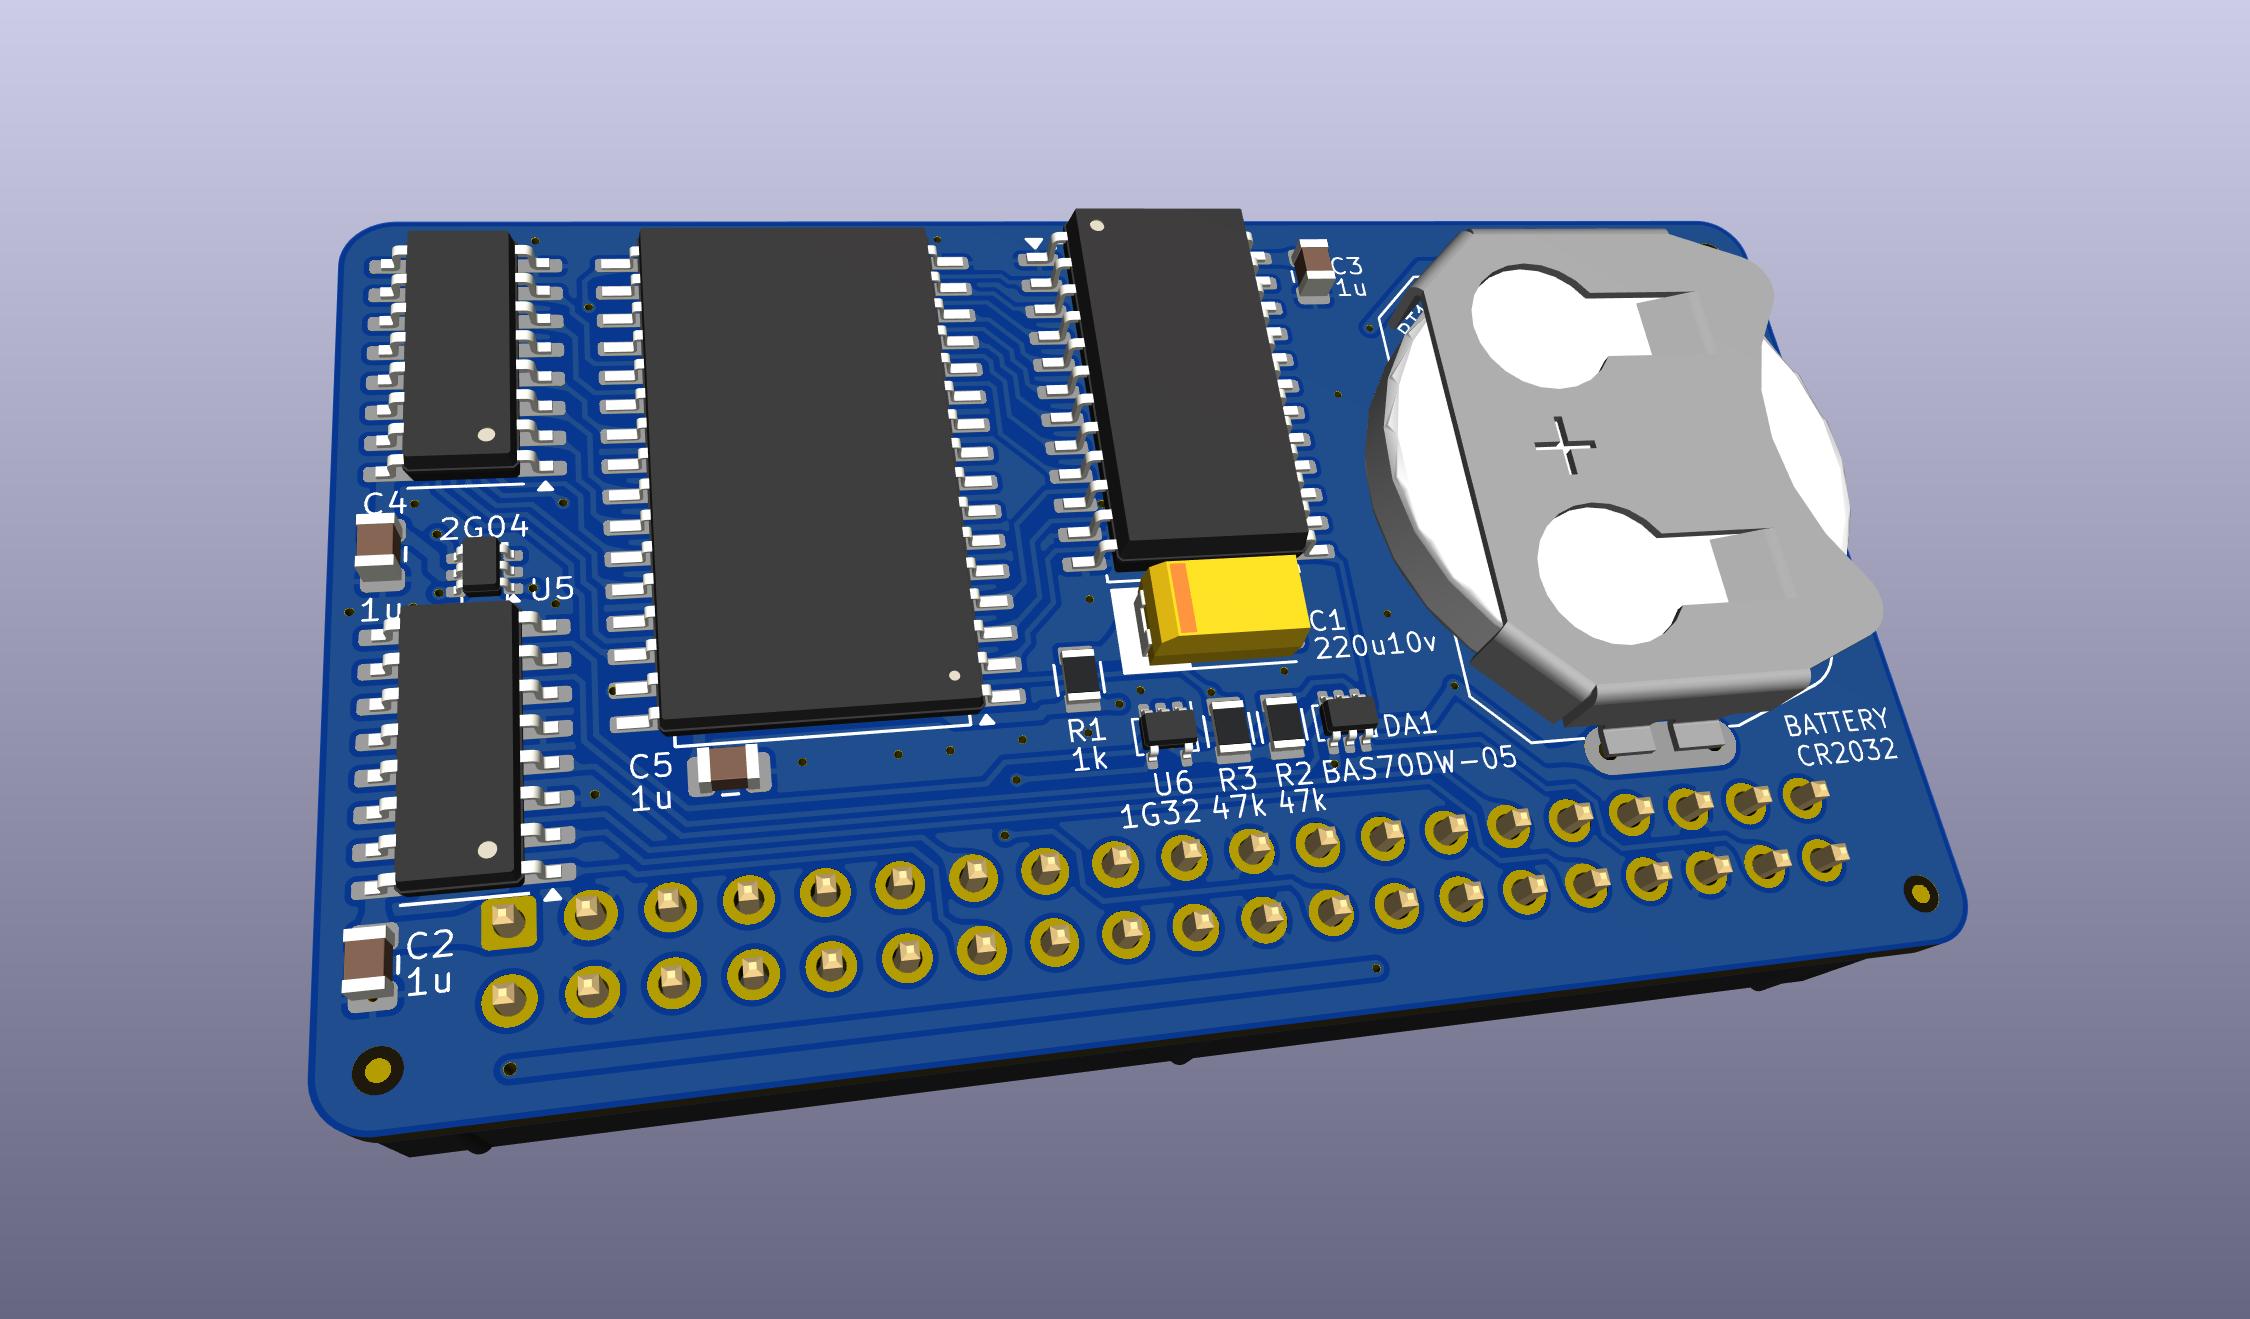 C3
1u
BT1
C4
2G04
U5
1u
C1
220u10v
R1
1k
DA1
BAS70DW-05
BATTERY
CR2032
C5
1u
U6
1G32
R3
47k
R2
47k
C2
1u
+